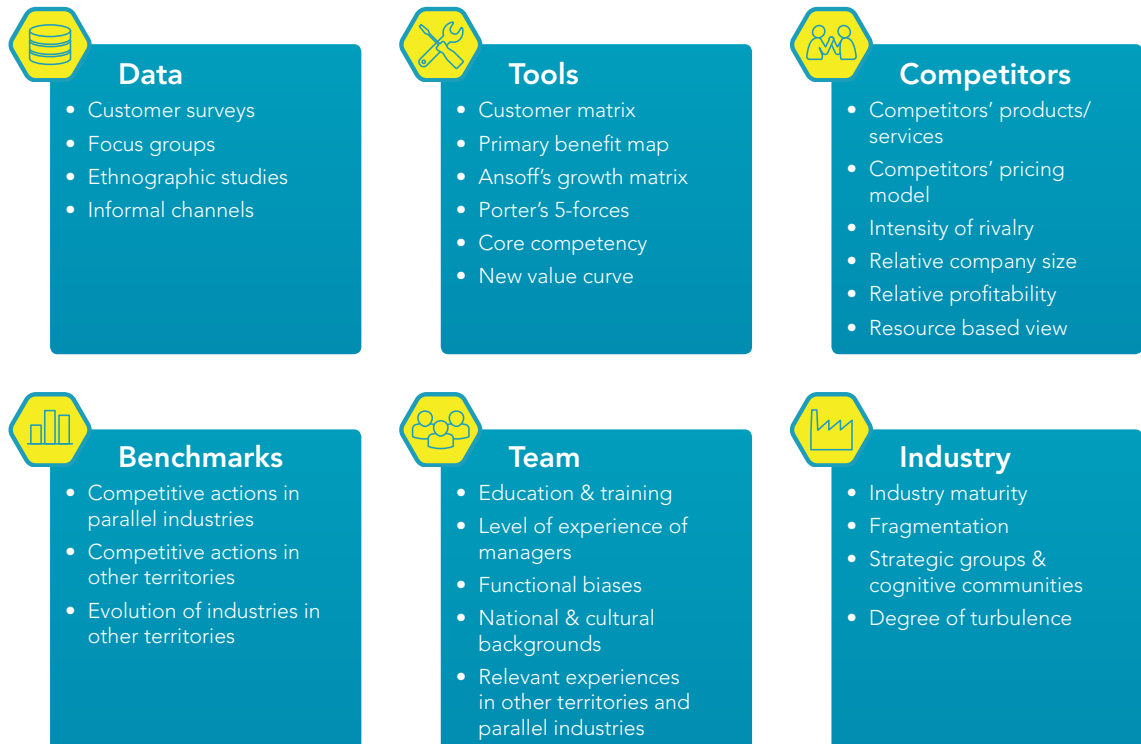 Data
• Customer surveys
• Focus groups
• Ethnographic studies
• Informal channels
Tools
• Customer matrix
• Primary benefit map
• Ansoff’s growth matrix
• Porter’s 5-forces
• Core competency
• New value curve
Competitors
• Competitors’ products/
services
• Competitors’ pricing
model
• Intensity of rivalry
• Relative company size
• Relative profitability
• Resource based view
Benchmarks
• Competitive actions in
parallel industries
• Competitive actions in
other territories
• Evolution of industries in
other territories
Team
• Education & training
• Level of experience of
managers
• Functional biases
• National & cultural
backgrounds
• Relevant experiences
in other territories and
parallel industries
Industry
• Industry maturity
• Fragmentation
• Strategic groups &
cognitive communities
• Degree of turbulence